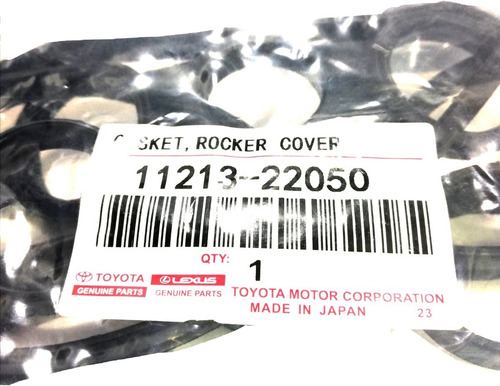 GASKET, ROCKER COVER
11213-22050
QTY: 1
TOYOTA LEXUS
GENUINE PARTS GENUINE PARTS
TOYOTA MOTOR CORPORATION
MADE IN JAPAN 23